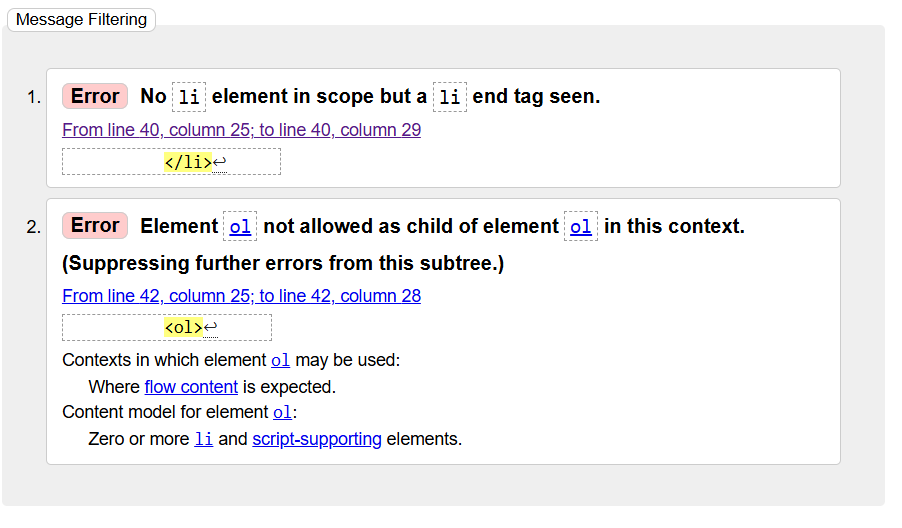 Message Filtering
1. Error No li element in scope but a li end tag seen.
From line 40, column 25; to line 40, column 29
</li>↩
2. Error Element ol not allowed as child of element ol in this context.
(Suppressing further errors from this subtree.)
From line 42, column 25; to line 42, column 28
<ol>↩
Contexts in which element ol may be used:
Where flow content is expected.
Content model for element ol:
Zero or more li and script-supporting elements.